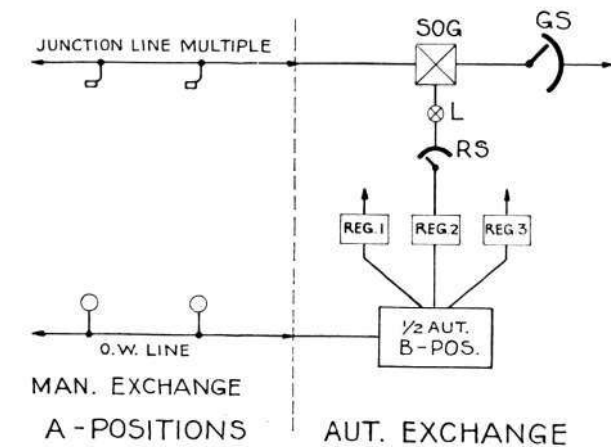 SOG
GS
JUNCTION LINE MULTIPLE
L
RS
REG.1
REG.2
REG.3
1/2 AUT.
B-POS.
O.W. LINE
MAN. EXCHANGE
A-POSITIONS
AUT. EXCHANGE